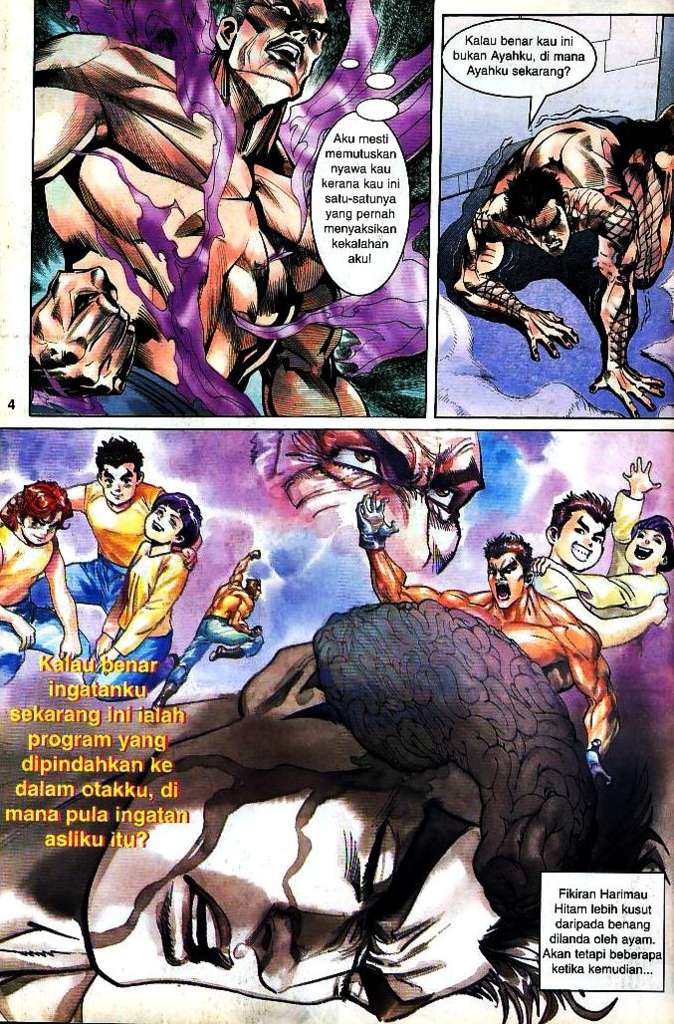 Aku mesti
memutuskan
nyawa kau
kerana kau ini
satu-satunya
yang pernah
menyaksikan
kekalahan
aku!
Kalau benar kau ini
bukan Ayahku, di mana
Ayahku sekarang?
4
Kalau benar
ingatanku
sekarang ini ialah
program yang
dipindahkan ke
dalam otakku, di
mana pula ingatan
asliku itu?
Fikiran Harimau
Hitam lebih kusut
daripada benang
dilanda oleh ayam.
Akan tetapi beberapa
ketika kemudian...